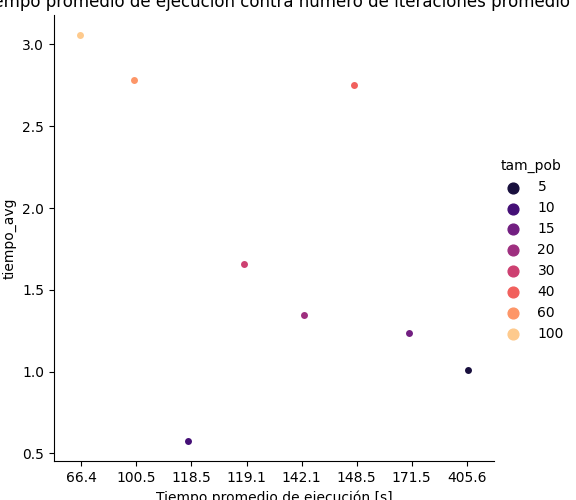 empo promedio de ejecución contra número de iteraciones promedio
3.0
2.5
2.0
1.5
1.0
0.5
tiempo_avg
66.4 100.5 118.5 119.1 142.1 148.5 171.5 405.6
Tiempo promedio de ejecución [s]
tam_pob
5
10
15
20
30
40
60
100